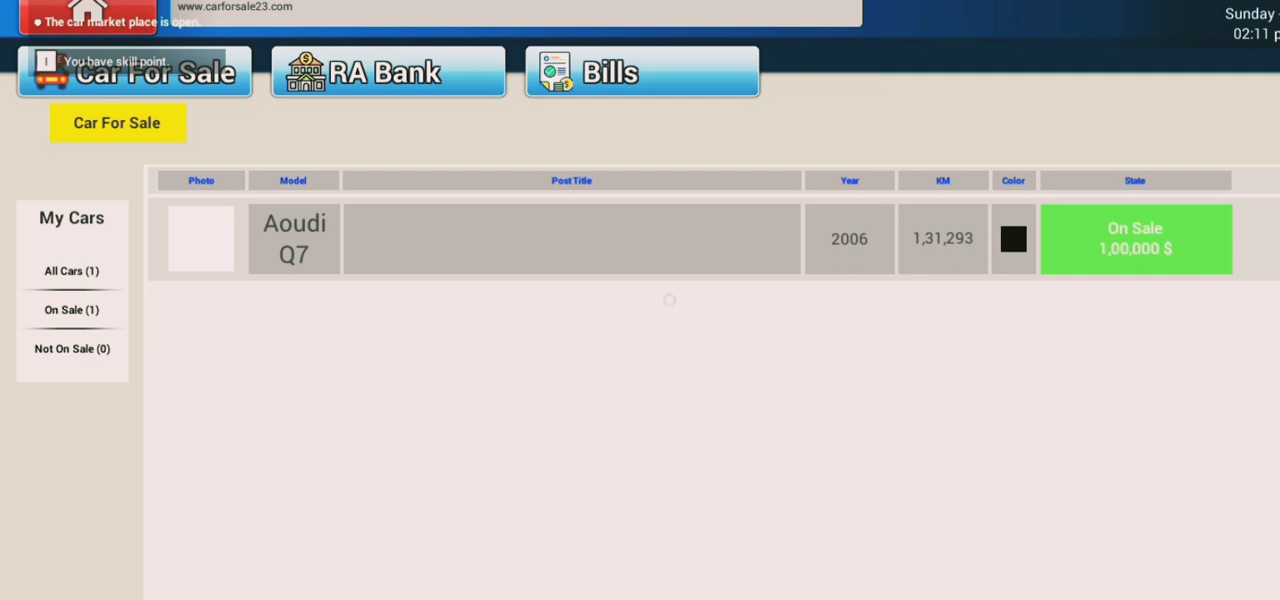 www.carforsale23.com
● The car market place is open.
Sunday
02:11 p
I You have skill point.
Car For Sale
RA Bank
Bills
Car For Sale
Photo Model Post Title Year KM Color State
My Cars
All Cars (1)
On Sale (1)
Not On Sale (0)
Aoudi
Q7
2006
1,31,293
On Sale
1,00,000 $